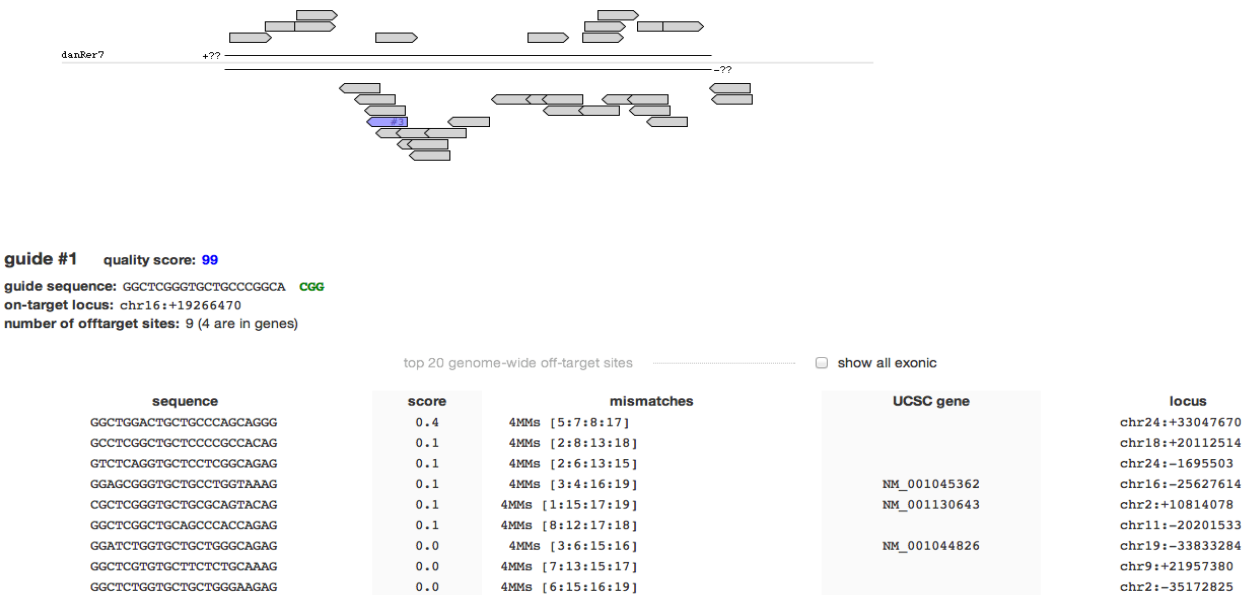 danRer7 +??
-??
#3
guide #1 quality score: 99
guide sequence: GGCTCGGGTGCTGCCCGGCA CGG
on-target locus: chr16:+19266470
number of offtarget sites: 9 (4 are in genes)
top 20 genome-wide off-target sites show all exonic
sequence score mismatches UCSC gene locus
GGCTGGACTGCTGCCCAGCAGGG 0.4 4MMs [5:7:8:17] chr24:+33047670
GCCTCGGCTGCTCCCCGCCACAG 0.1 4MMs [2:8:13:18] chr18:+20112514
GTCTCAGGTGCTCCTCGGCAGAG 0.1 4MMs [2:6:13:15] chr24:-1695503
GGAGCGGGTGCTGCCTGGTAAAG 0.1 4MMs [3:4:16:19] NM_001045362 chr16:-25627614
CGCTCGGGTGCTGCGCAGTACAG 0.1 4MMs [1:15:17:19] NM_001130643 chr2:+10814078
GGCTCGGCTGCAGCCCACCAGAG 0.1 4MMs [8:12:17:18] chr11:-20201533
GGATCTGGTGCTGCTGGGCAGAG 0.0 4MMs [3:6:15:16] NM_001044826 chr19:-33833284
GGCTCGTGTGCTTCTCTGCAAAG 0.0 4MMs [7:13:15:17] chr9:+21957380
GGCTCTGGTGCTGCTGGGAAGAG 0.0 4MMs [6:15:16:19] chr2:-35172825